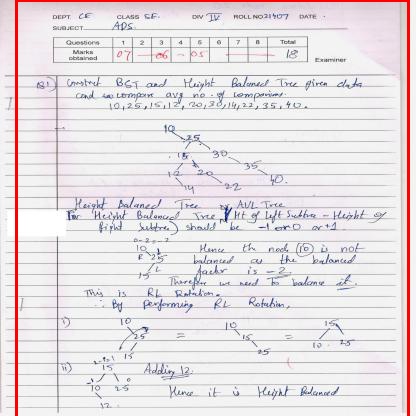 DEPT. CE CLASS SE. DIV IV ROLL NO 21407 DATE
SUBJECT ADS.
Questions 1 2 3 4 5 6 7 8 Total
Marks obtained 07 - 06 - 05 18
Examiner
Q1) Construct BST and Height Balanced Tree given data
and compare avg no. of comparisons.
10, 25, 15, 12, 20, 30, 14, 22, 35, 40.
10
25
15 30
12 20 35
14 22 40.
Height Balanced Tree or AVL Tree
For Height Balanced Tree (Ht of Left Subtree - Height of
Right Subtree) should be -1 or 0 or +1.
0-2=-2
10
R 25
15 L
Hence the node (10) is not
balanced as the balanced
factor is -2.
Therefore we need to balance it.
This is RL Rotation.
∴ By performing RL Rotation,
i) 10 10 15
25 = 15 = 10 25
15 25
ii) 2-1=1
15 Adding 12.
-1 10 25 0
12.
Hence it is Height Balanced